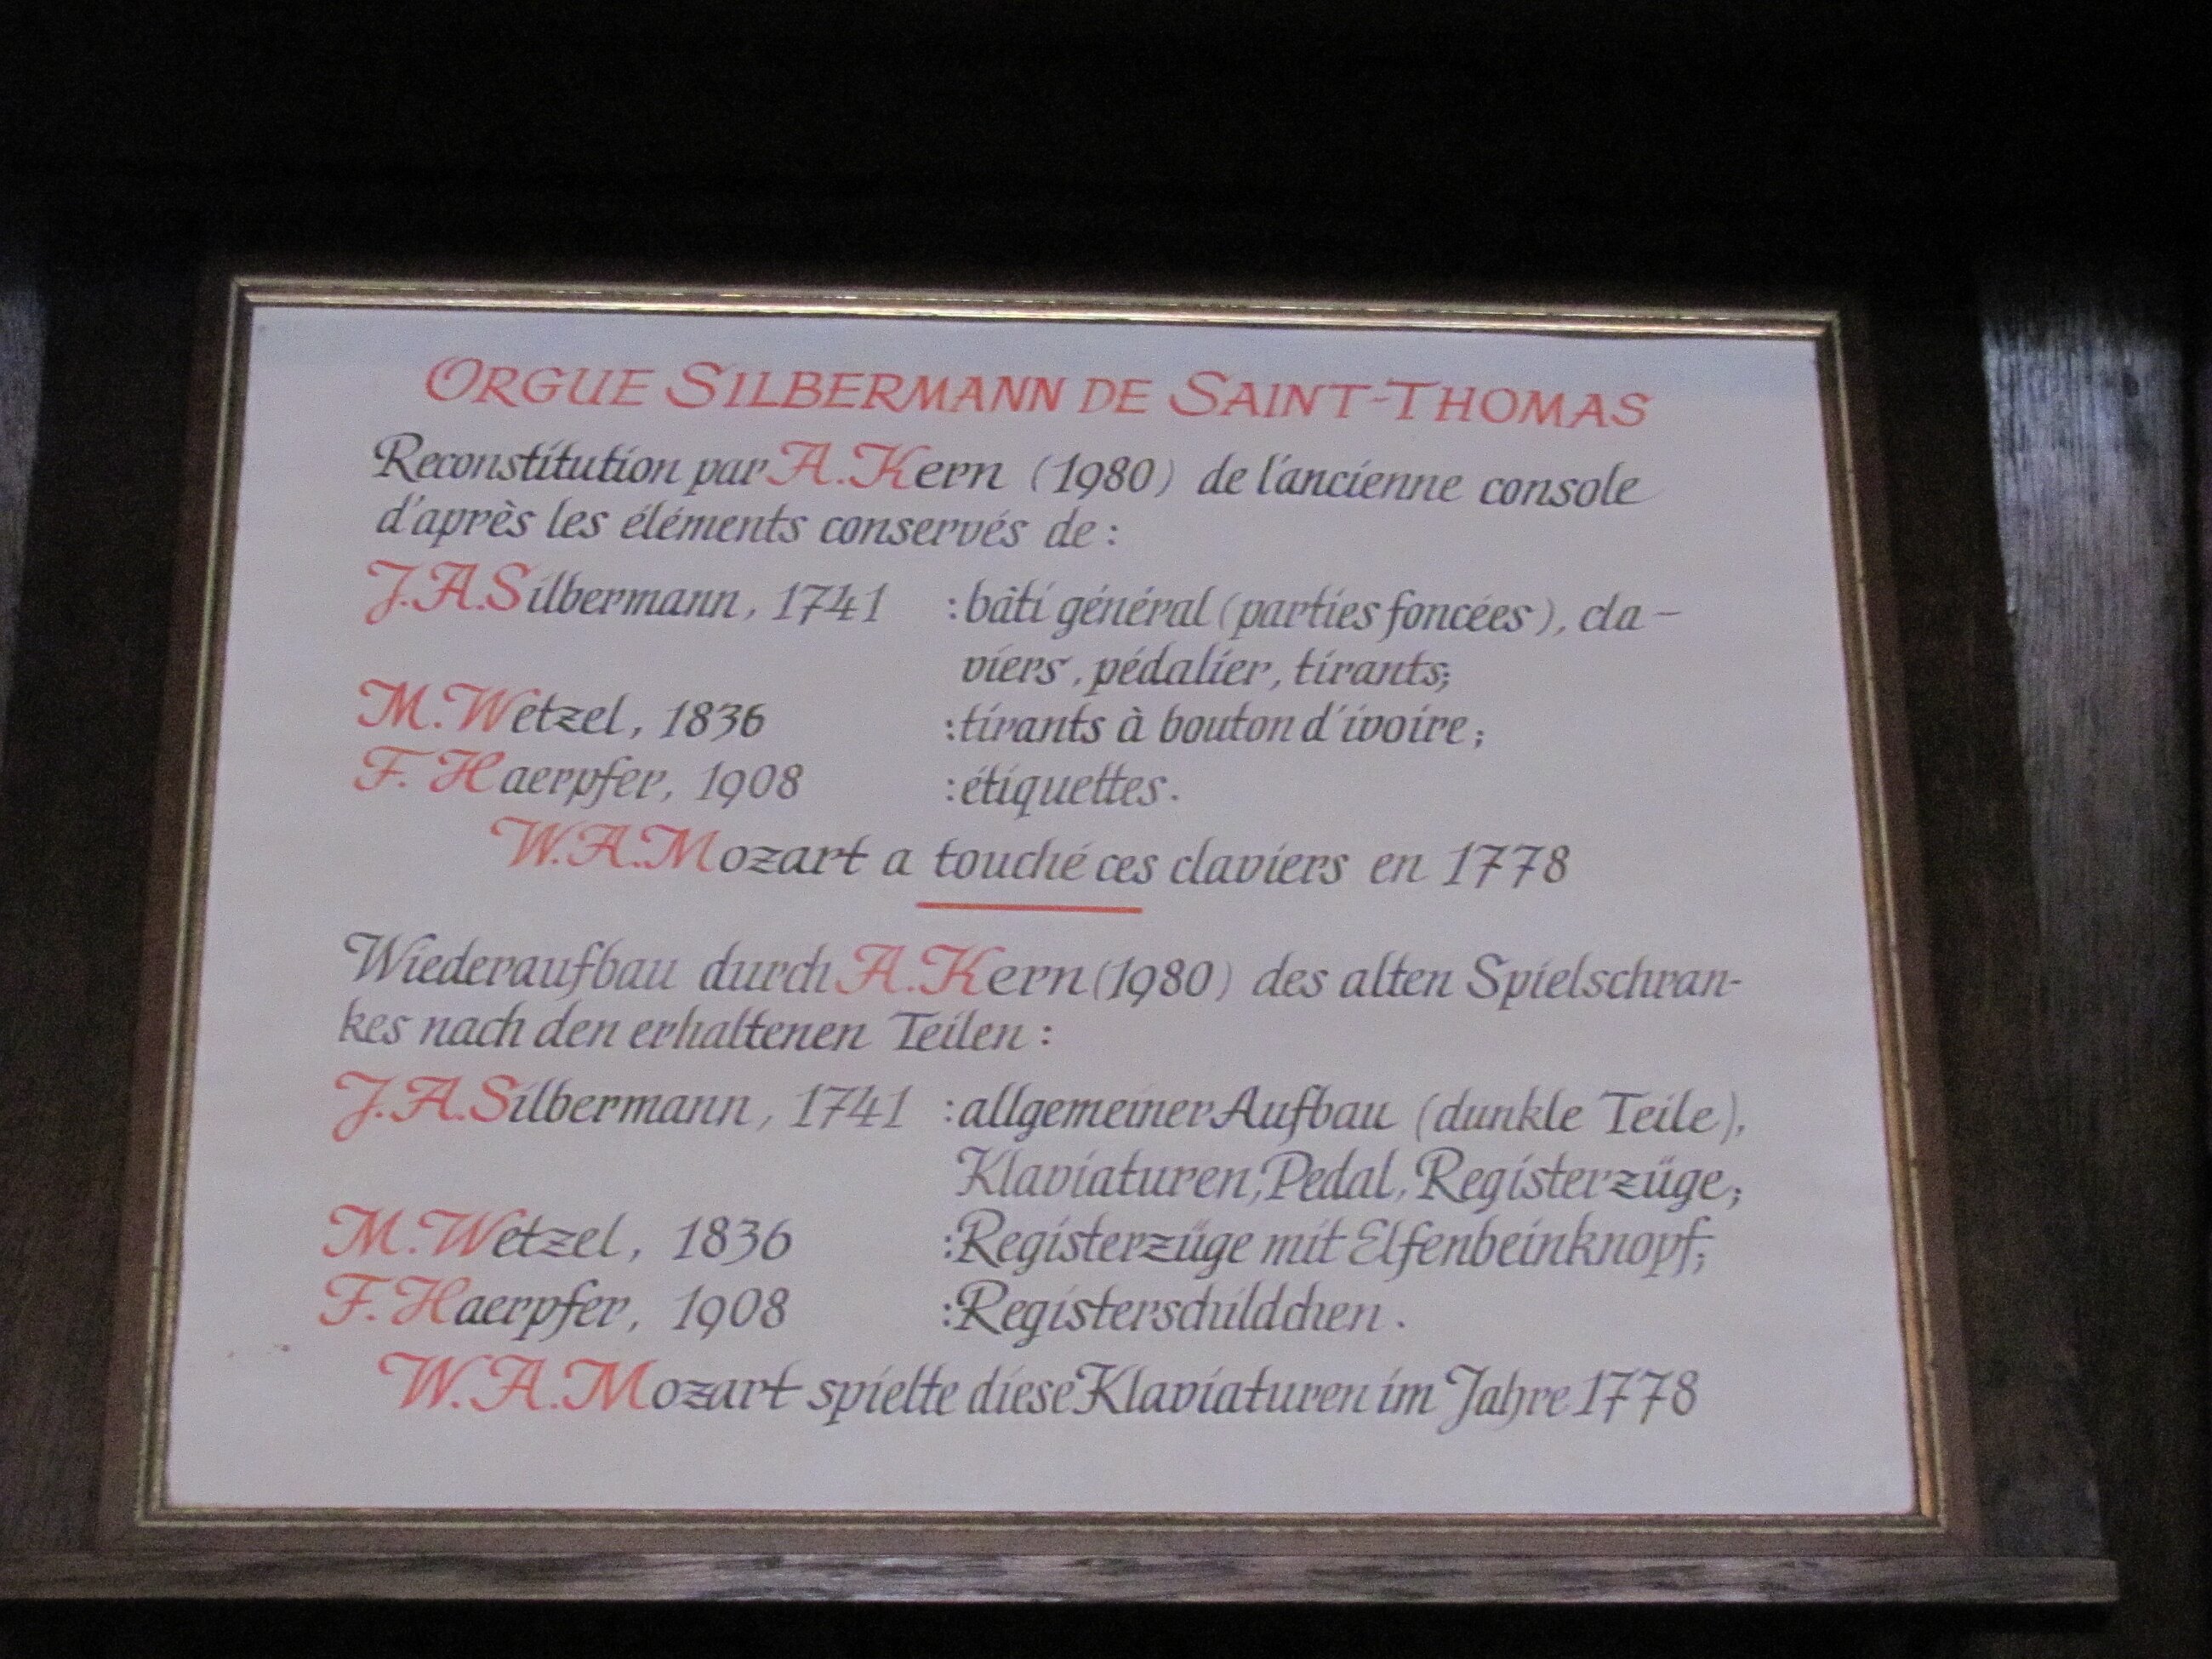 ORGUE SILBERMANN DE SAINT-THOMAS
Reconstitution par A. Kern (1980) de l'ancienne console
d'après les éléments conservés de :
J.A. Silbermann, 1741 : bâti général (parties foncées), cla-
viers, pédalier, tirants;
M. Wetzel, 1836 : tirants à bouton d'ivoire;
F. Haerpfer, 1908 : étiquettes.
W.A. Mozart a touché ces claviers en 1778
Wiederaufbau durch A. Kern (1980) des alten Spielschran-
kes nach den erhaltenen Teilen :
J.A. Silbermann, 1741 : allgemeiner Aufbau (dunkle Teile),
Klaviaturen, Pedal, Registerzüge;
M. Wetzel, 1836 : Registerzüge mit Elfenbeinknopf;
F. Haerpfer, 1908 : Registerschildchen.
W.A. Mozart spielte diese Klaviaturen im Jahre 1778